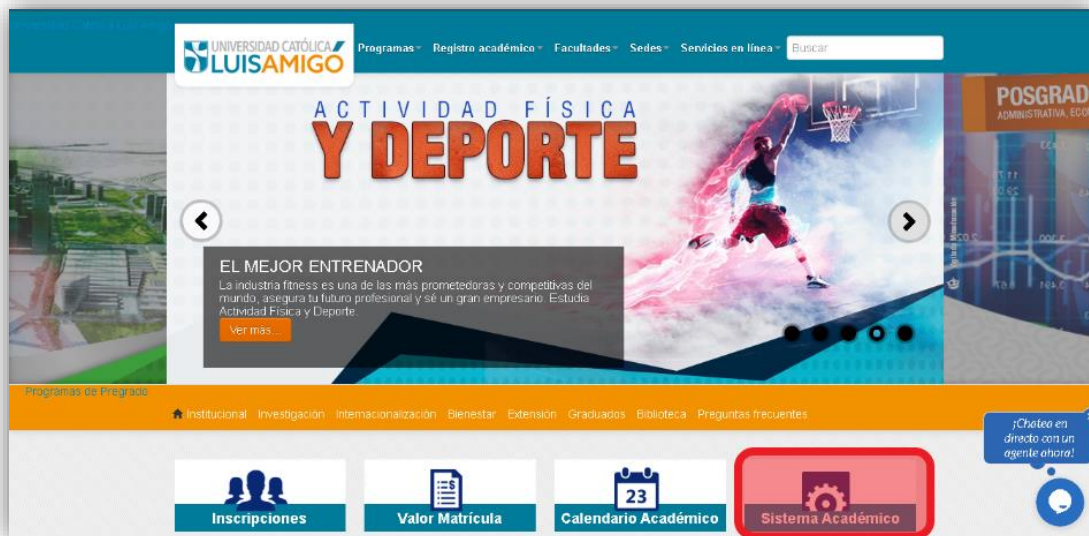 UNIVERSIDAD CATÓLICA
LUISAMIGO
Programas Registro académico Facultades Sedes Servicios en línea Buscar
ACTIVIDAD FÍSICA
Y DEPORTE
POSGRAD
EL MEJOR ENTRENADOR
La industria fitness es una de las más prometedoras y competitivas del
mundo, asegura tu futuro profesional y sé un gran empresario. Estudia
Actividad Física y Deporte.
Ver más...
Programas de Pregrado
Institucional Investigación Internacionalización Bienestar Extensión Graduados Biblioteca Preguntas frecuentes
¡Chatea en
directo con un
agente ahora!
23
Inscripciones Valor Matrícula Calendario Académico Sistema Académico